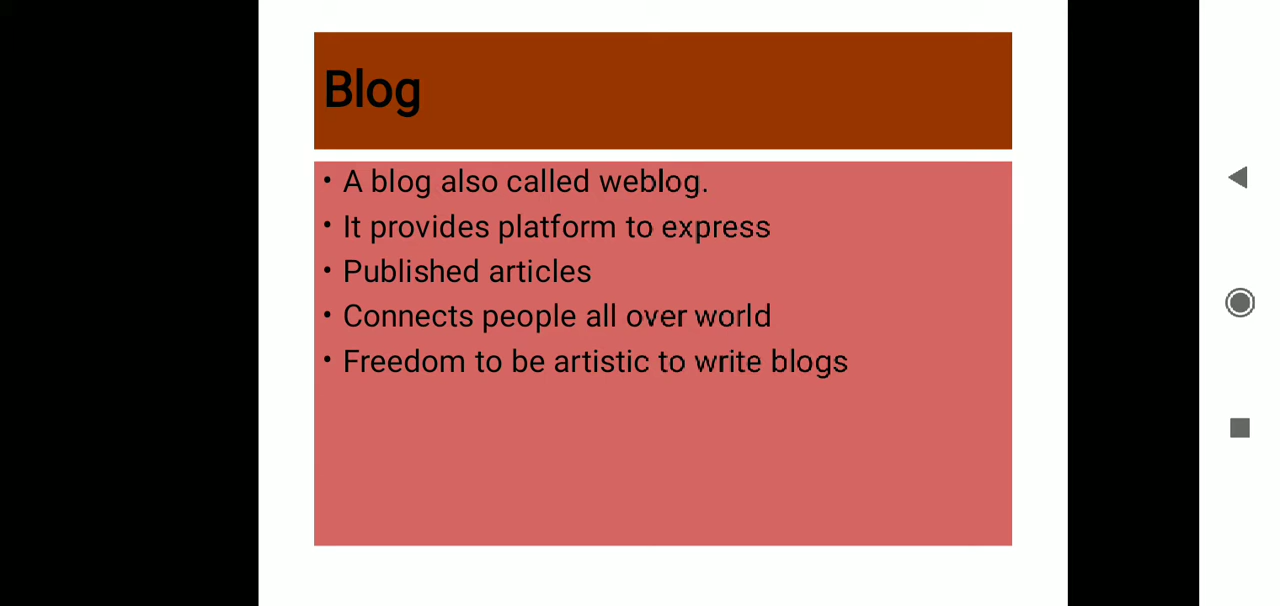 Blog
• A blog also called weblog.
• It provides platform to express
• Published articles
• Connects people all over world
• Freedom to be artistic to write blogs